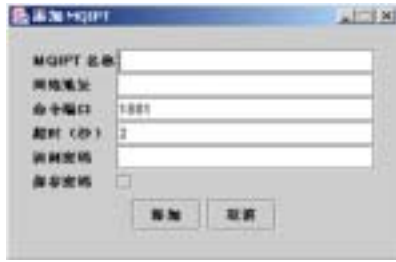 添加 MQIPT
MQIPT 名称
网络地址
命令端口 1881
超时（秒） 2
访问密码
保存密码
添加 取消